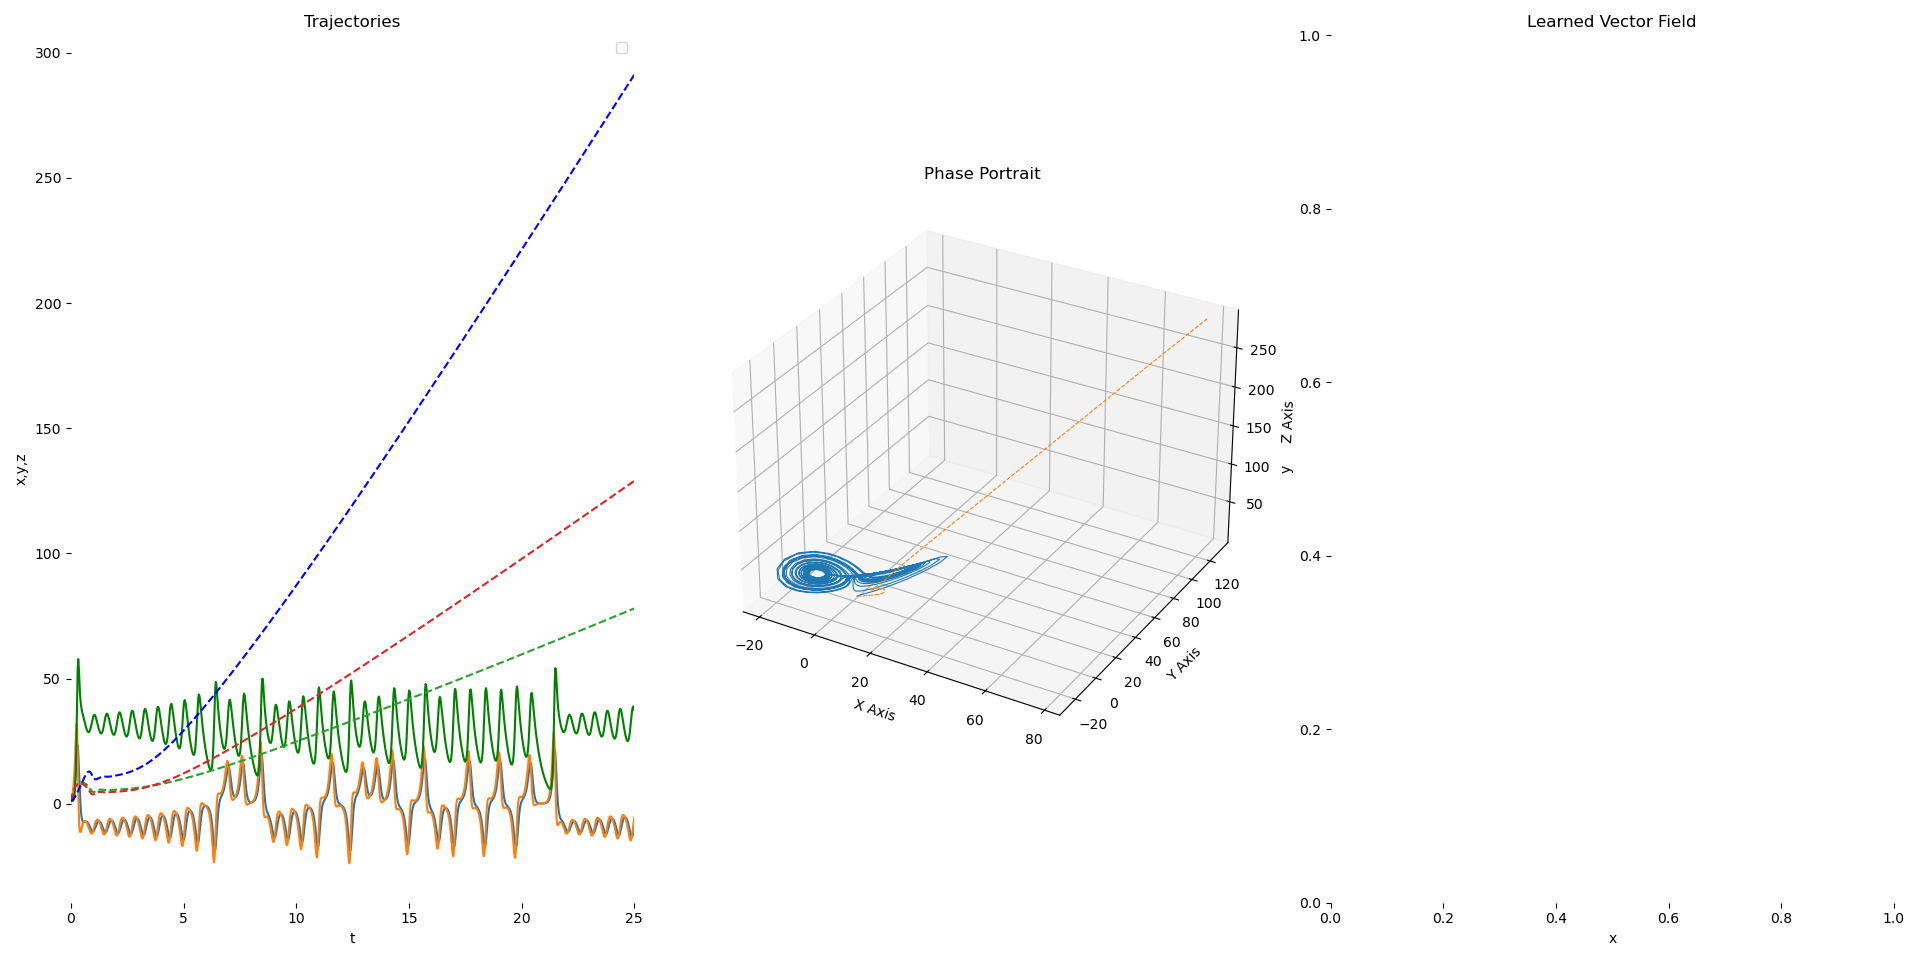 Trajectories
300
250
200
150
100
50
0
x,y,z
0 5 10 15 20 25
t
Phase Portrait
250
200
150
100
50
y Z Axis
−20 0 20 40 60 80
X Axis
−20 0 20 40 60 80 100 120
Y Axis
Learned Vector Field
1.0
0.8
0.6
0.4
0.2
0.0
0.0 0.2 0.4 0.6 0.8 1.0
x